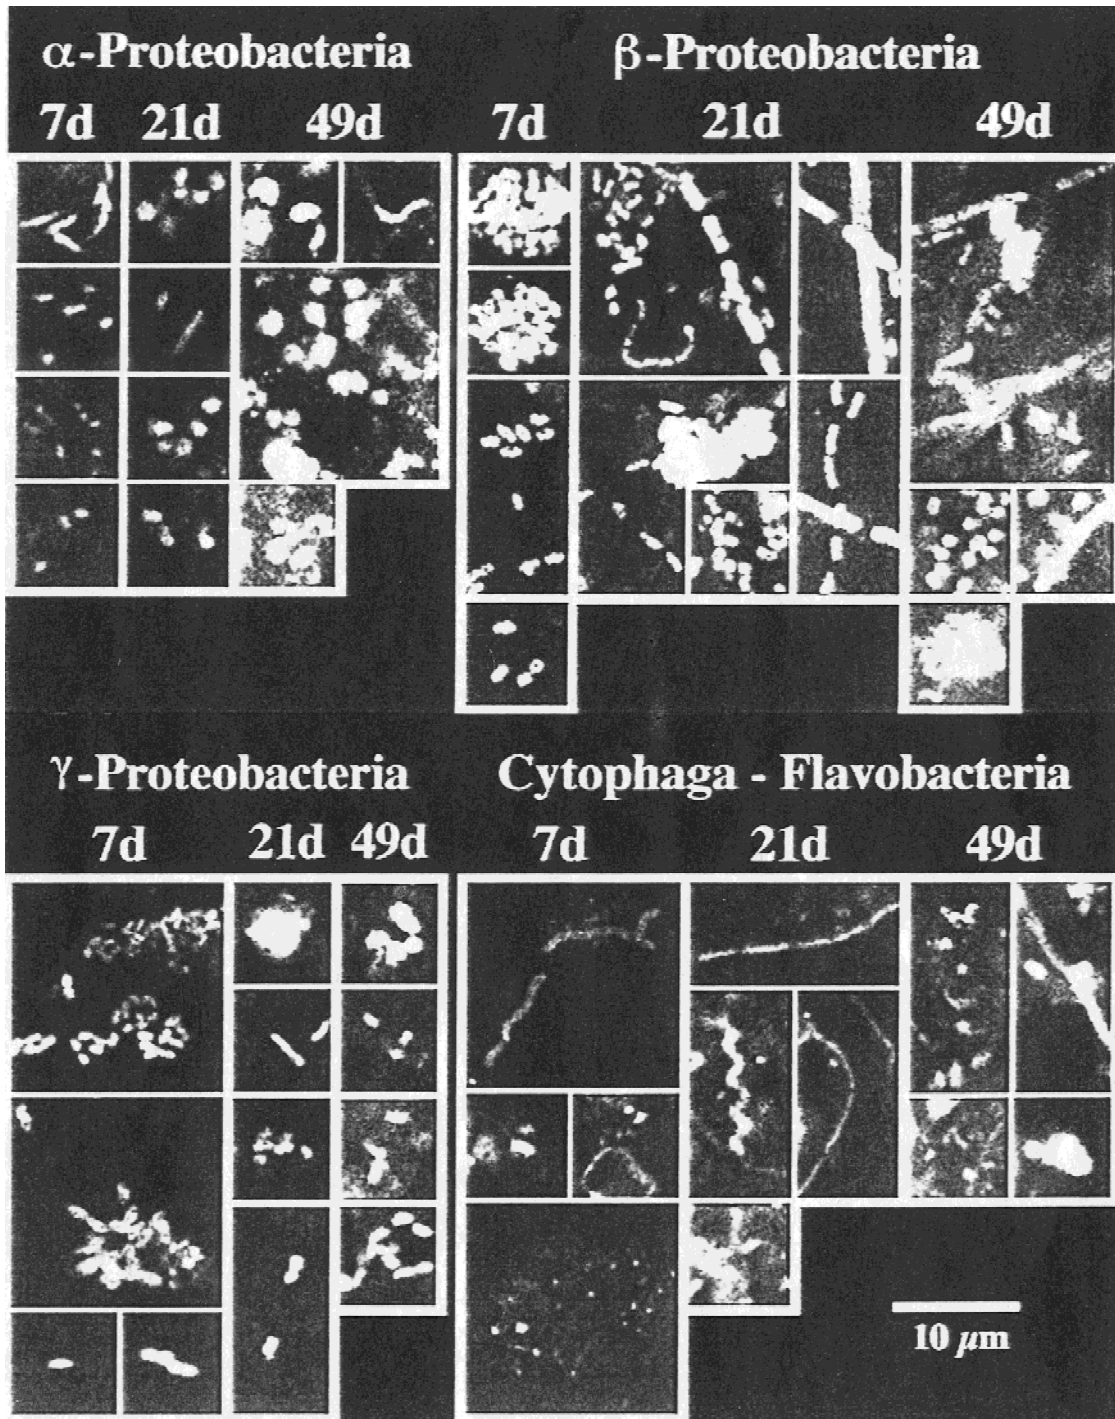 α-Proteobacteria β-Proteobacteria
7d 21d 49d 7d 21d 49d
γ-Proteobacteria Cytophaga - Flavobacteria
7d 21d 49d 7d 21d 49d
10 μm